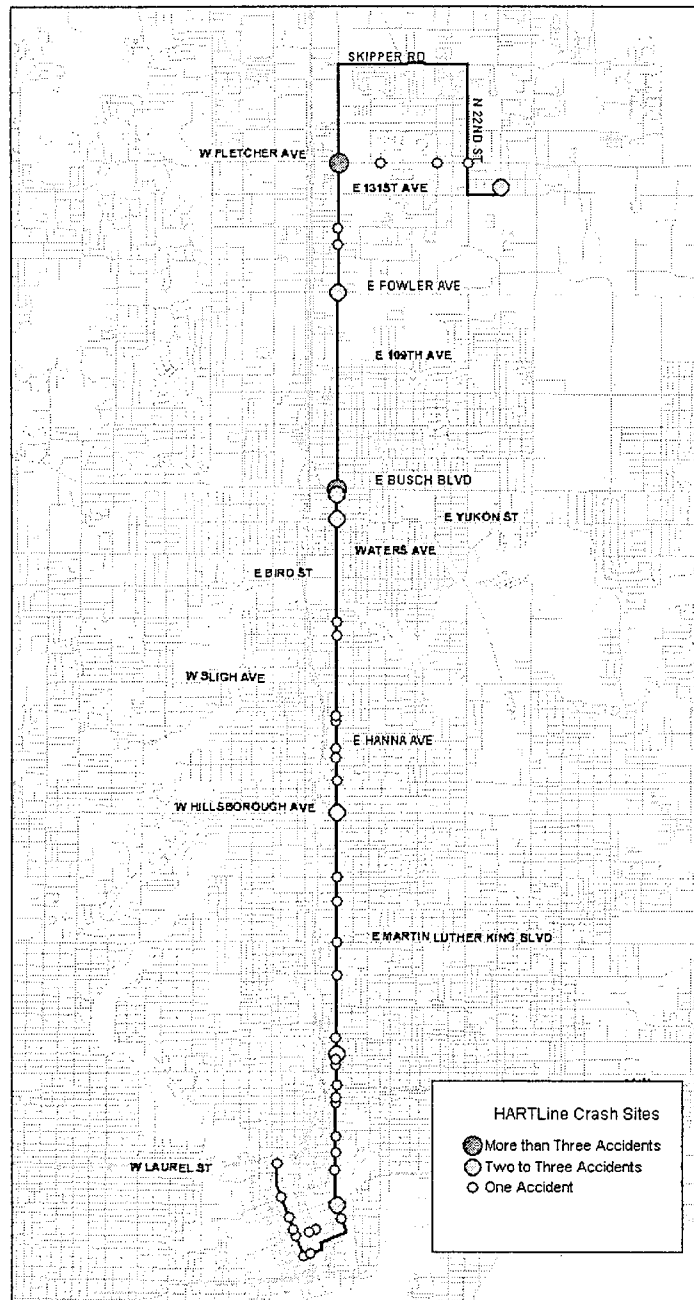 SKIPPER RD
N 22ND ST
W FLETCHER AVE
E 131ST AVE
E FOWLER AVE
E 109TH AVE
E BUSCH BLVD
E YUKON ST
WATERS AVE
E BIRD ST
W SLIGH AVE
E HANNA AVE
W HILLSBOROUGH AVE
E MARTIN LUTHER KING BLVD
W LAUREL ST
HARTLine Crash Sites
More than Three Accidents
Two to Three Accidents
One Accident